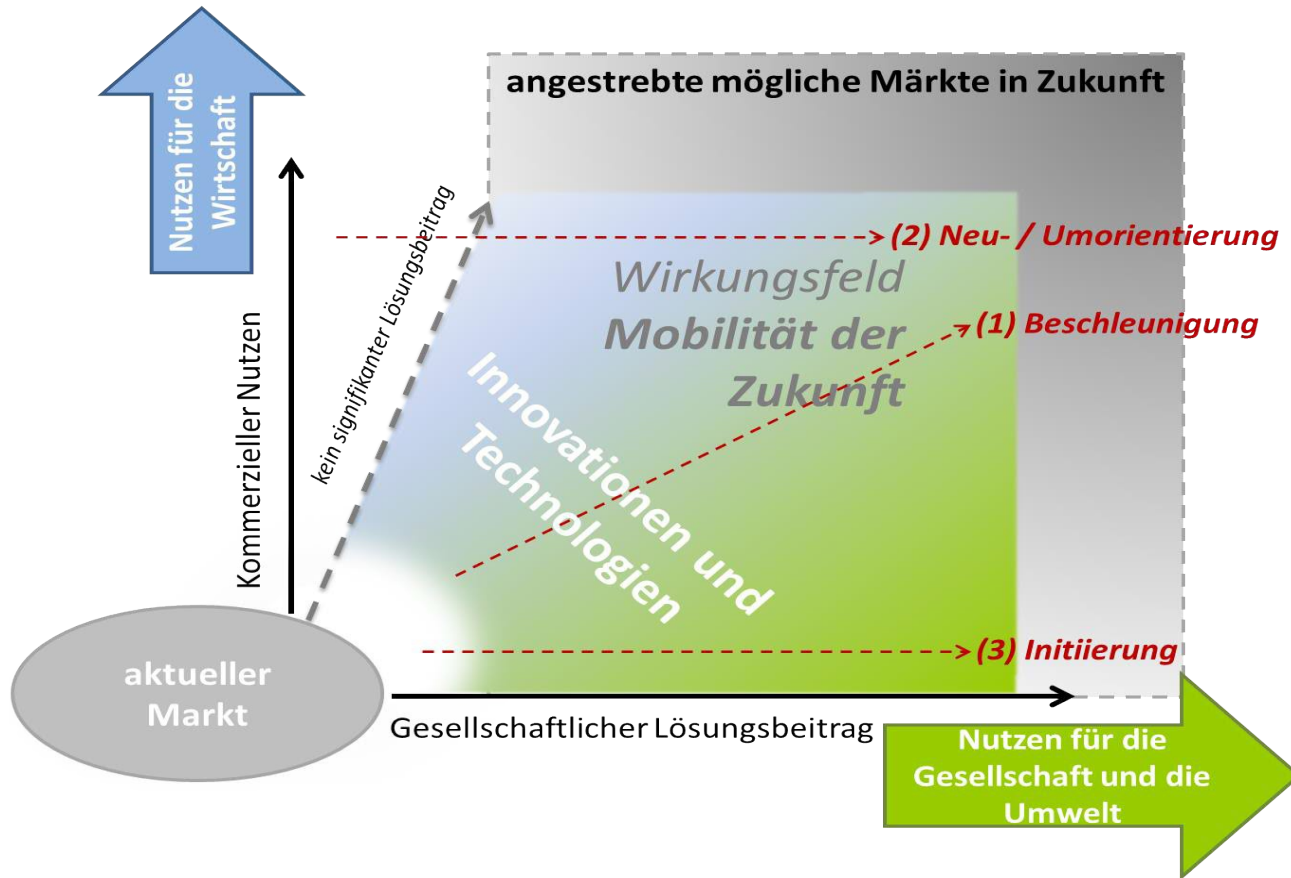 Nutzen für die
Wirtschaft
angestrebte mögliche Märkte in Zukunft
Kommerzieller Nutzen
kein signifikanter Lösungsbeitrag
(2) Neu- / Umorientierung
Wirkungsfeld
Mobilität der
Zukunft
(1) Beschleunigung
Innovationen und
Technologien
(3) Initiierung
aktueller
Markt
Gesellschaftlicher Lösungsbeitrag
Nutzen für die
Gesellschaft und die
Umwelt